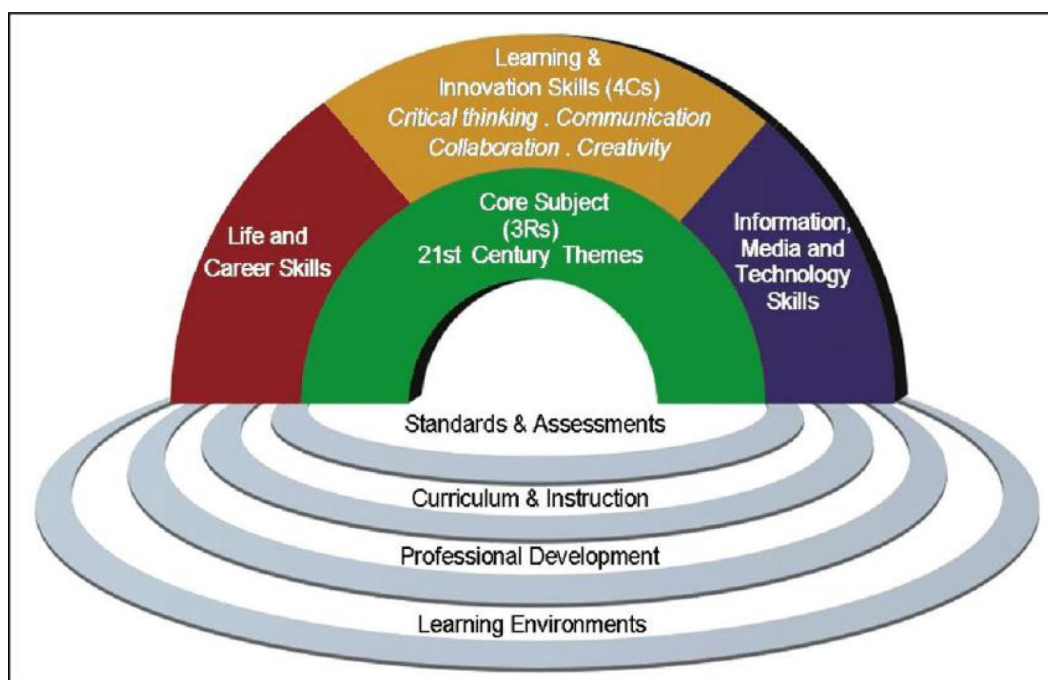 Learning &
Innovation Skills (4Cs)
Critical thinking . Communication
Collaboration . Creativity
Core Subject
(3Rs)
21st Century Themes
Life and
Career Skills
Information,
Media and
Technology
Skills
Standards & Assessments
Curriculum & Instruction
Professional Development
Learning Environments